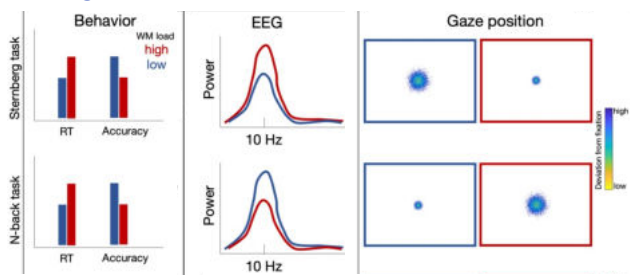 Behavior
EEG
Gaze position
Sternberg task
WM load
high
low
RT
Accuracy
Power
10 Hz
high
Deviation from fixation
low
N-back task
RT
Accuracy
Power
10 Hz